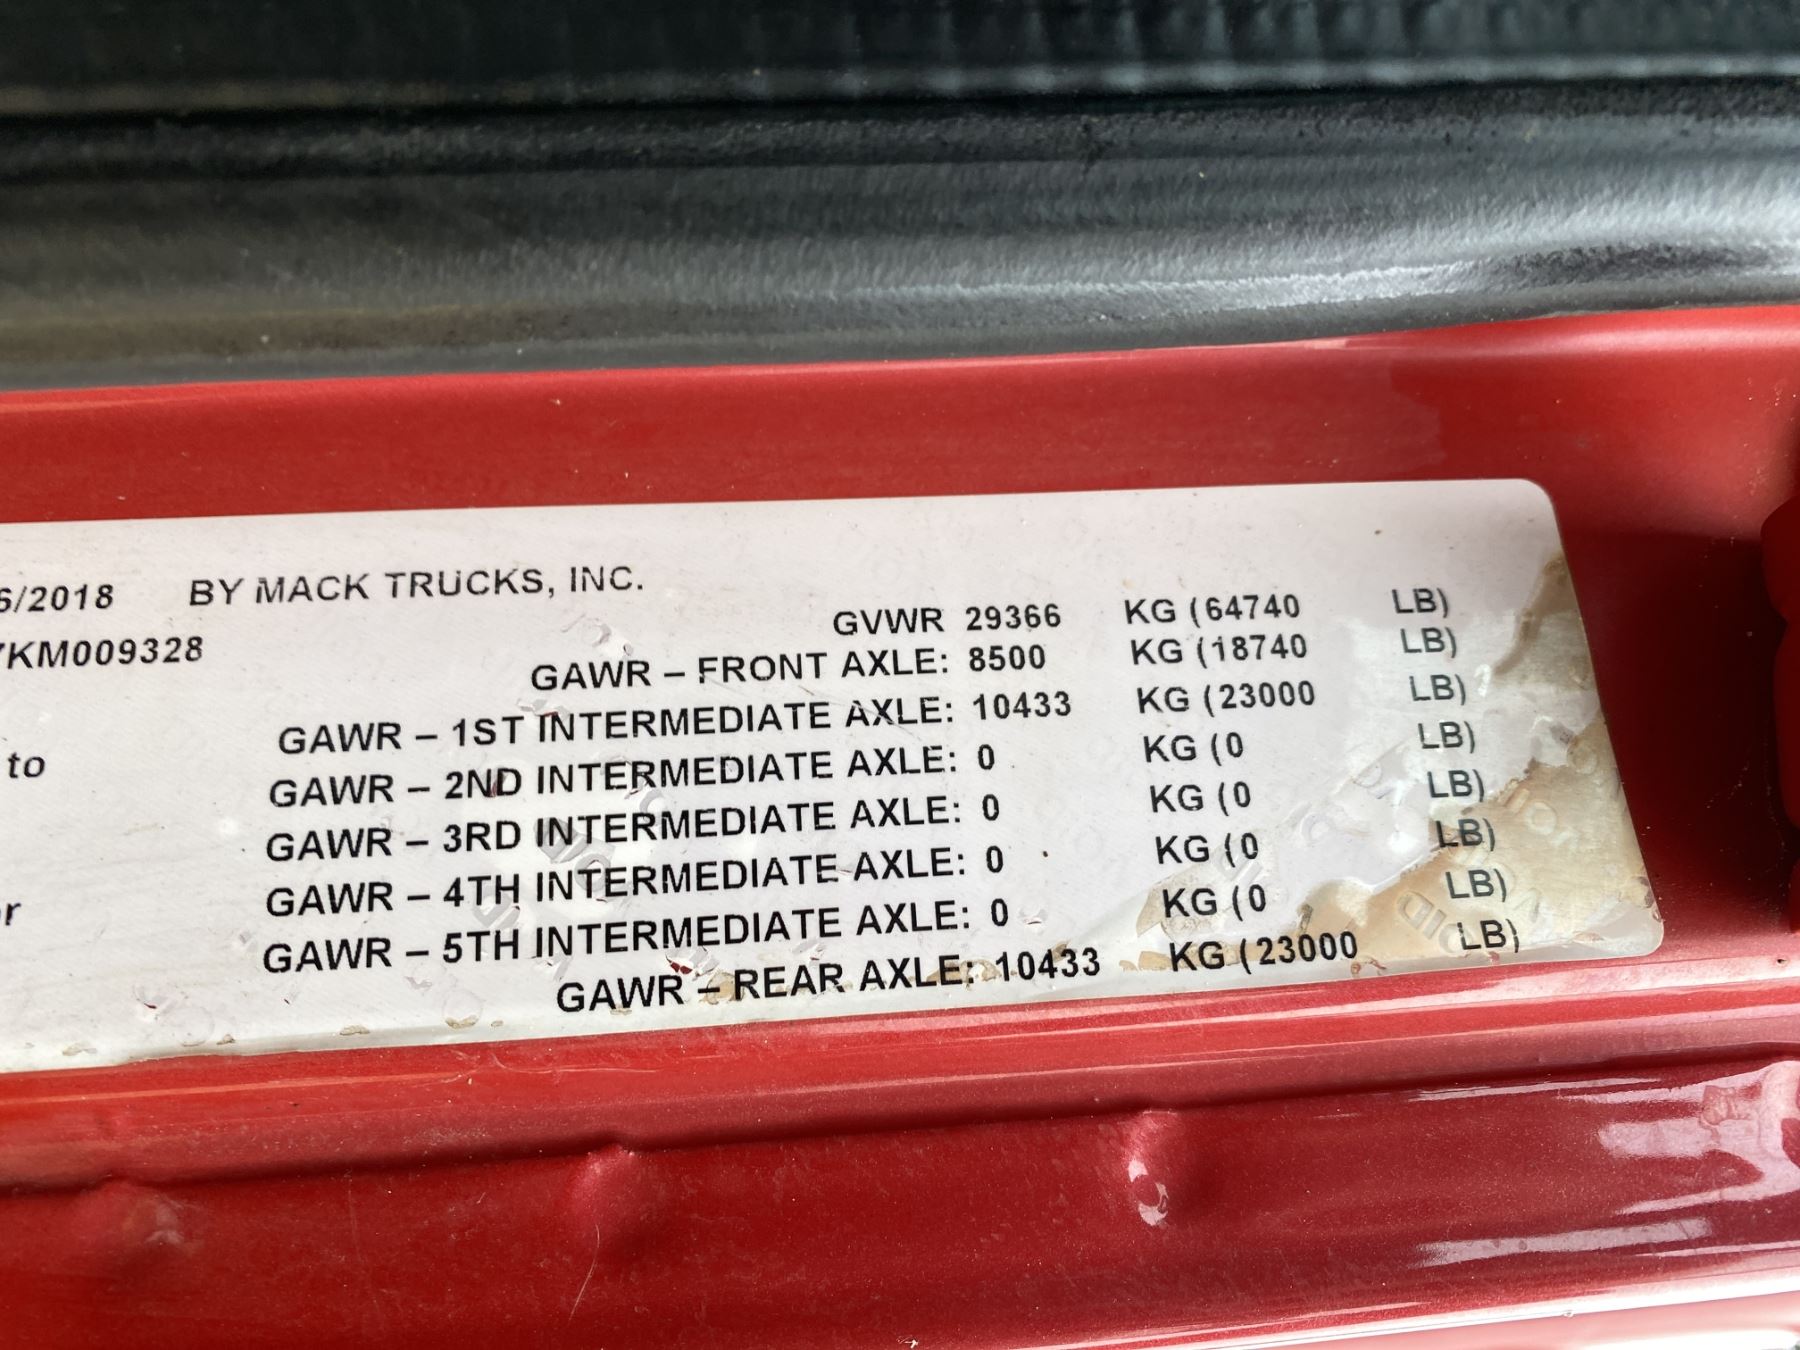 6/2018 BY MACK TRUCKS, INC.
GVWR 29366 KG (64740 LB)
KM009328
GAWR – FRONT AXLE: 8500 KG (18740 LB)
GAWR – 1ST INTERMEDIATE AXLE: 10433 KG (23000 LB)
to
GAWR – 2ND INTERMEDIATE AXLE: 0 KG (0 LB)
GAWR – 3RD INTERMEDIATE AXLE: 0 KG (0 LB)
GAWR – 4TH INTERMEDIATE AXLE: 0 KG (0 LB)
GAWR – 5TH INTERMEDIATE AXLE: 0 KG (0 LB)
GAWR – REAR AXLE: 10433 KG (23000 LB)
VOID